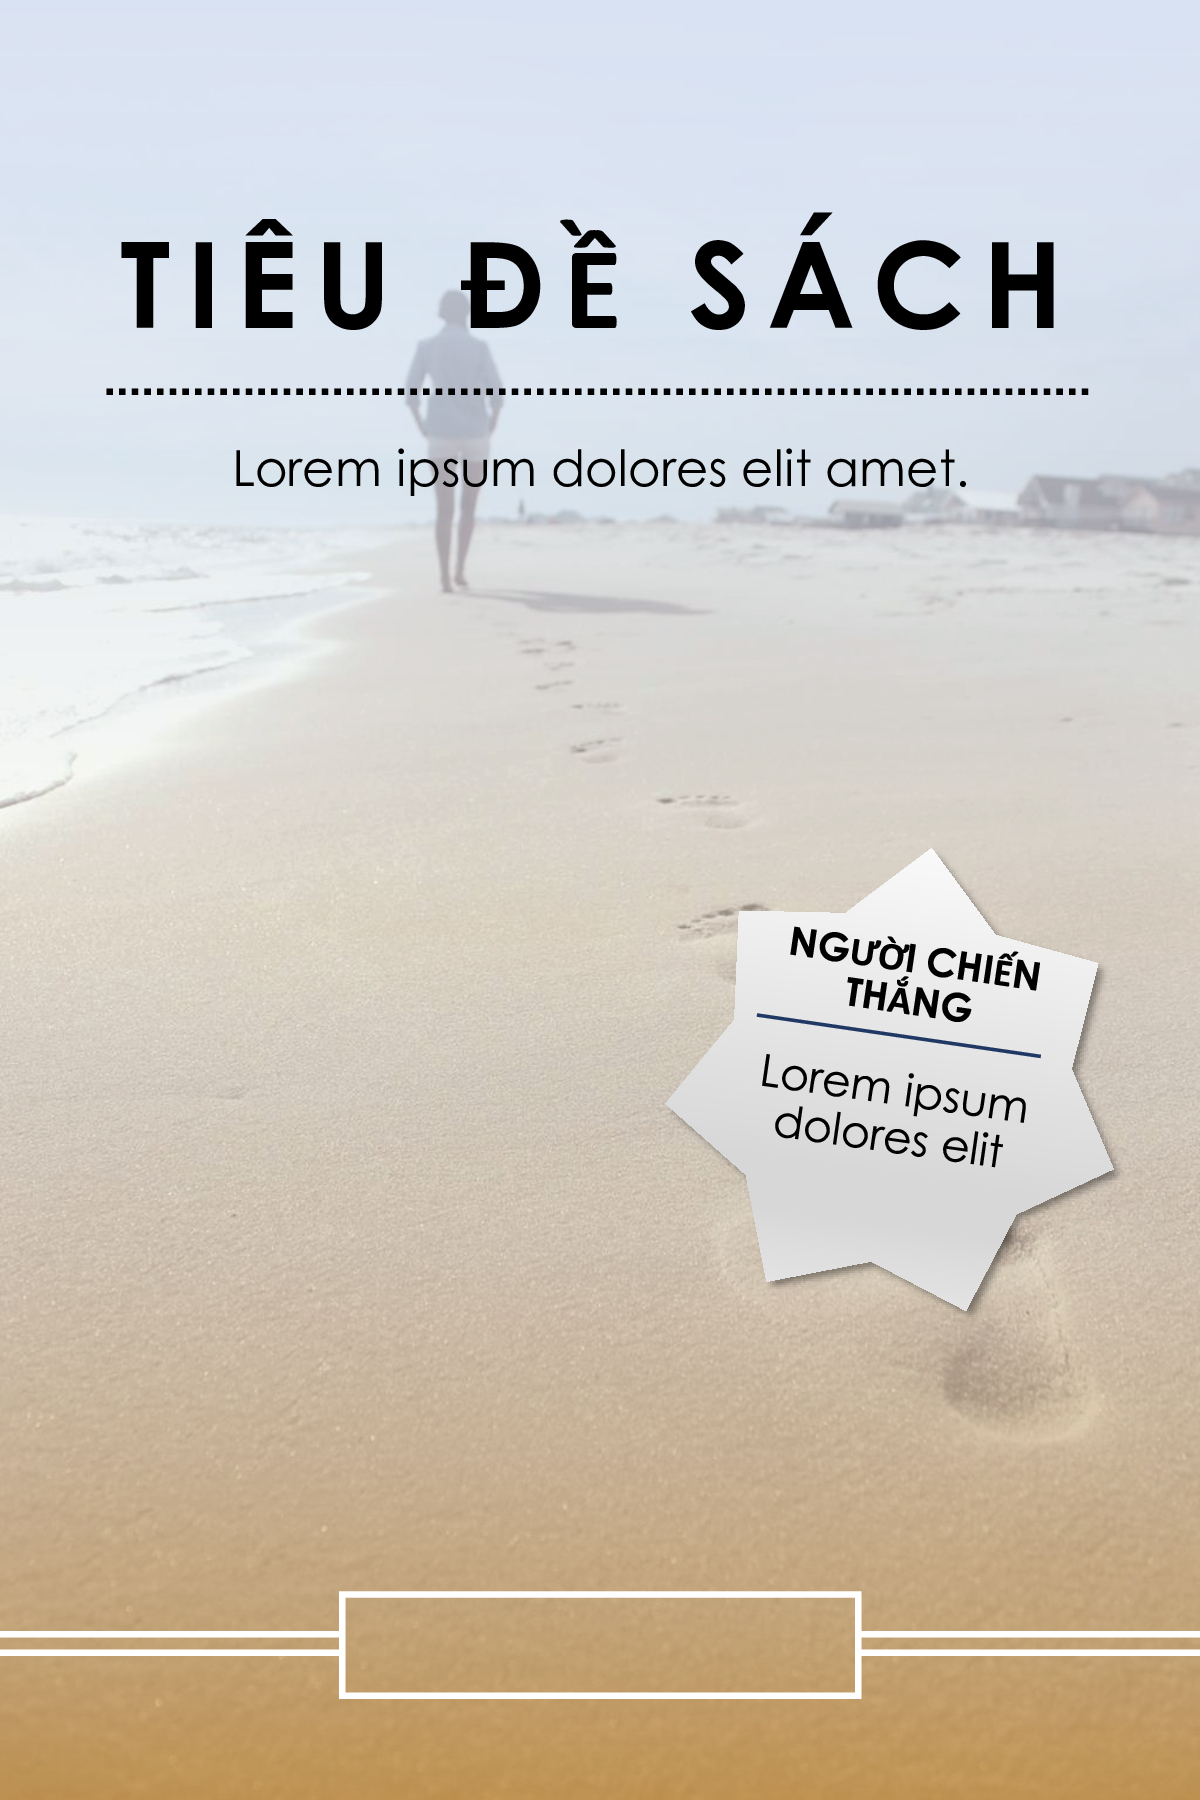 TIÊU ĐỀ SÁCH
Lorem ipsum dolores elit amet.
NGƯỜI CHIẾN
THẮNG
Lorem ipsum
dolores elit